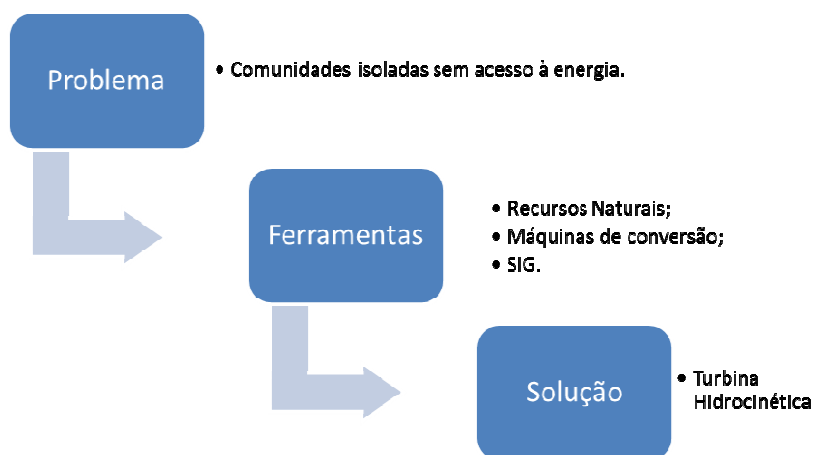 Problema
• Comunidades isoladas sem acesso à energia.
Ferramentas
• Recursos Naturais;
• Máquinas de conversão;
• SIG.
Solução
• Turbina
Hidrocinética